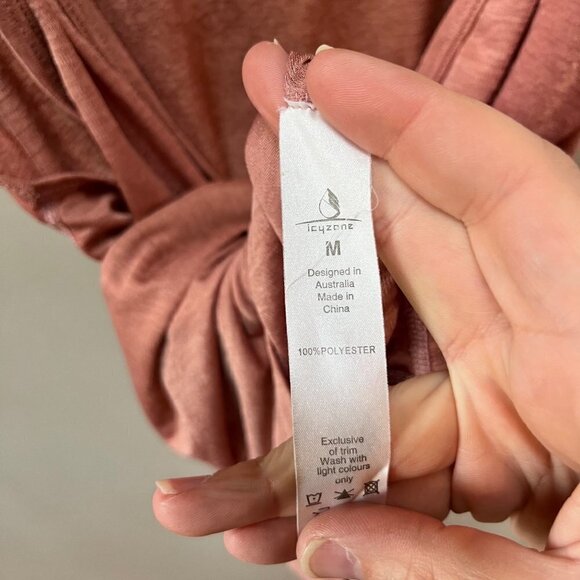 icyzone
M
Designed in
Australia
Made in
China
100%POLYESTER
Exclusive
of trim
Wash with
light colours
only